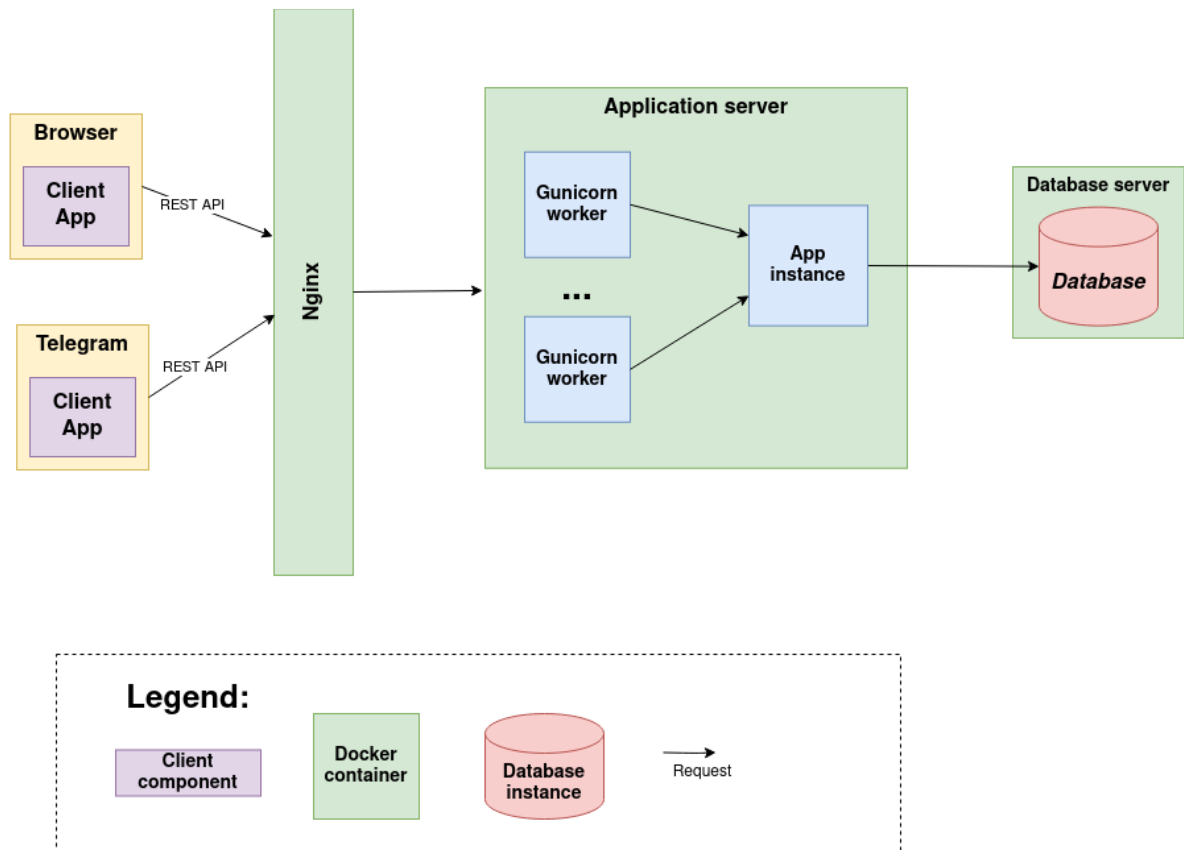 Browser
Client
App
REST API
Telegram
Client
App
REST API
Nginx
Application server
Gunicorn
worker
...
Gunicorn
worker
App
instance
Database server
Database
Legend:
Client
component
Docker
container
Database
instance
Request